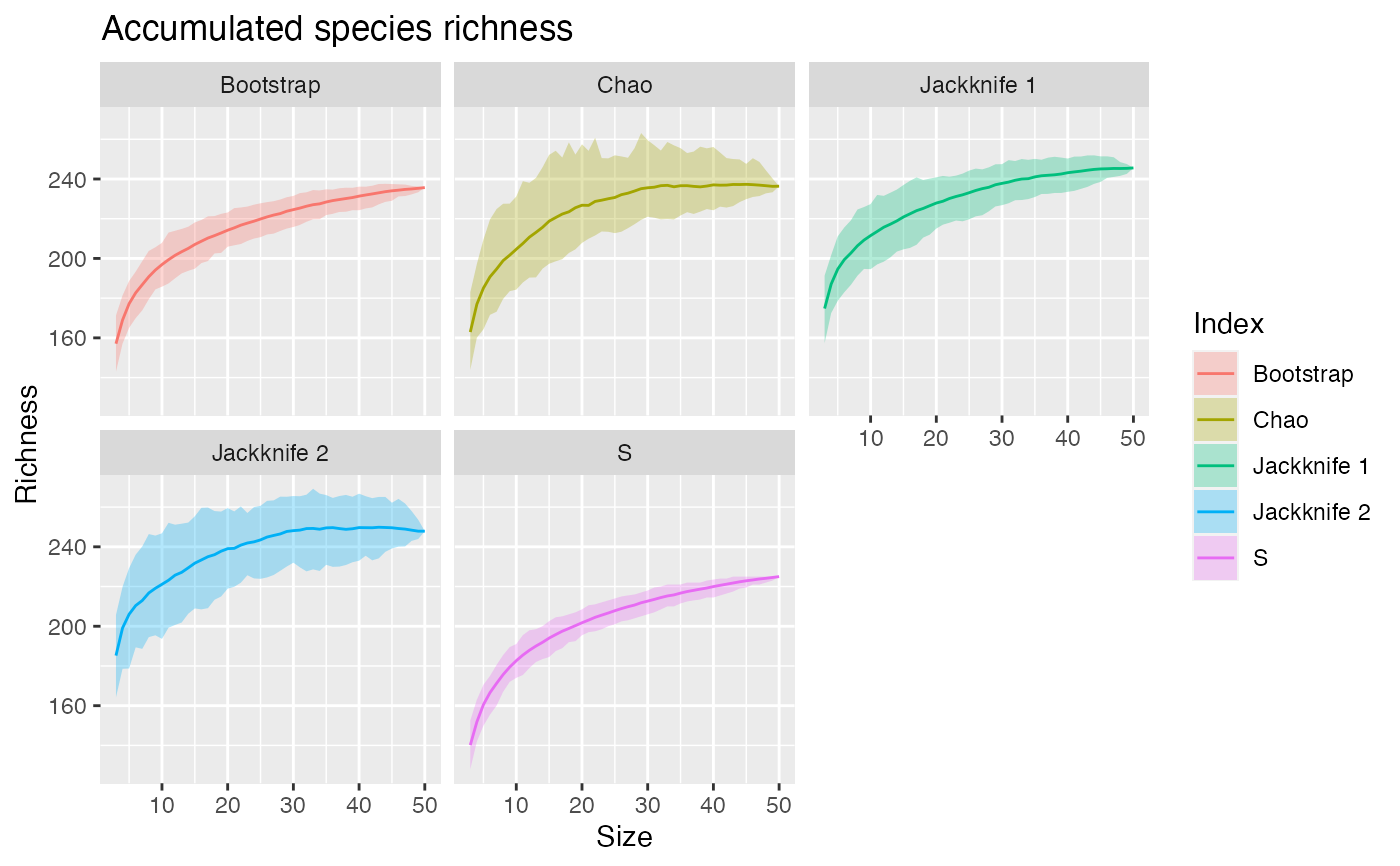 Accumulated species richness
Bootstrap Chao Jackknife 1
240
200
160
10 20 30 40 50
Jackknife 2 S
240
200
160
10 20 30 40 50 10 20 30 40 50
Size
Richness
Index
Bootstrap
Chao
Jackknife 1
Jackknife 2
S